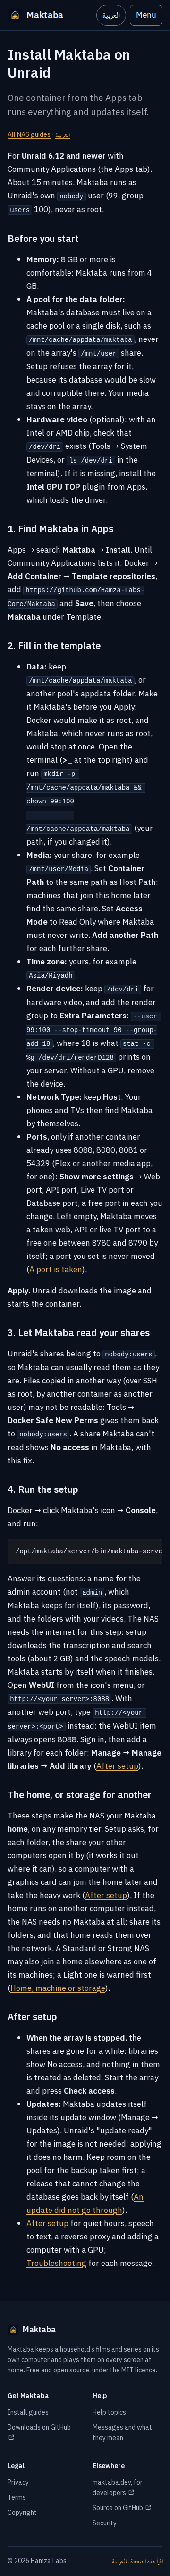 Maktaba
العربية
Menu
Install Maktaba on
Unraid
One container from the Apps tab
runs everything and updates itself.
All NAS guides · العربية
For Unraid 6.12 and newer with
Community Applications (the Apps tab).
About 15 minutes. Maktaba runs as
Unraid's own nobody user (99, group
users 100), never as root.
Before you start
Memory: 8 GB or more is
comfortable; Maktaba runs from 4
GB.
A pool for the data folder:
Maktaba's database must live on a
cache pool or a single disk, such as
/mnt/cache/appdata/maktaba, never
on the array's /mnt/user share.
Setup refuses the array for it,
because its database would be slow
and corruptible there. Your media
stays on the array.
Hardware video (optional): with an
Intel or AMD chip, check that
/dev/dri exists (Tools → System
Devices, or ls /dev/dri in the
terminal). If it is missing, install the
Intel GPU TOP plugin from Apps,
which loads the driver.
1. Find Maktaba in Apps
Apps → search Maktaba → Install. Until
Community Applications lists it: Docker →
Add Container → Template repositories,
add https://github.com/Hamza-Labs-
Core/Maktaba and Save, then choose
Maktaba under Template.
2. Fill in the template
Data: keep
/mnt/cache/appdata/maktaba, or
another pool's appdata folder. Make
it Maktaba's before you Apply:
Docker would make it as root, and
Maktaba, which never runs as root,
would stop at once. Open the
terminal (>_ at the top right) and
run mkdir -p
/mnt/cache/appdata/maktaba &&
chown 99:100
/mnt/cache/appdata/maktaba (your
path, if you changed it).
Media: your share, for example
/mnt/user/Media. Set Container
Path to the same path as Host Path:
machines that join this home later
find the same share. Set Access
Mode to Read Only where Maktaba
must never write. Add another Path
for each further share.
Time zone: yours, for example
Asia/Riyadh.
Render device: keep /dev/dri for
hardware video, and add the render
group to Extra Parameters: --user
99:100 --stop-timeout 90 --group-
add 18, where 18 is what stat -c
%g /dev/dri/renderD128 prints on
your server. Without a GPU, remove
the device.
Network Type: keep Host. Your
phones and TVs then find Maktaba
by themselves.
Ports, only if another container
already uses 8088, 8080, 8081 or
54329 (Plex or another media app,
for one). Show more settings → Web
port, API port, Live TV port or
Database port, a free port in each you
change. Left empty, Maktaba moves
a taken web, API or live TV port to a
free one between 8780 and 8790 by
itself; a port you set is never moved
(A port is taken).
Apply. Unraid downloads the image and
starts the container.
3. Let Maktaba read your shares
Unraid's shares belong to nobody:users,
so Maktaba can usually read them as they
are. Files copied in another way (over SSH
as root, by another container as another
user) may not be readable: Tools →
Docker Safe New Perms gives them back
to nobody:users. A share Maktaba can't
read shows No access in Maktaba, with
this fix.
4. Run the setup
Docker → click Maktaba's icon → Console,
and run:
/opt/maktaba/server/bin/maktaba-serve
Answer its questions: a name for the
admin account (not admin, which
Maktaba keeps for itself), its password,
and the folders with your videos. The NAS
needs the internet for this step: setup
downloads the transcription and search
tools (about 2 GB) and the speech models.
Maktaba starts by itself when it finishes.
Open WebUI from the icon's menu, or
http://<your server>:8088. With
another web port, type http://<your
server>:<port> instead: the WebUI item
always opens 8088. Sign in, then add a
library for each folder: Manage → Manage
libraries → Add library (After setup).
The home, or storage for another
These steps make the NAS your Maktaba
home, on any memory tier. Setup asks, for
each folder, the share your other
computers open it by (it works it out
where it can), so a computer with a
graphics card can join the home later and
take the heavy work (After setup). If the
home runs on another computer instead,
the NAS needs no Maktaba at all: share its
folders, and that home reads them over
the network. A Standard or Strong NAS
may also join a home elsewhere as one of
its machines; a Light one is warned first
(Home, machine or storage).
After setup
When the array is stopped, the
shares are gone for a while: libraries
show No access, and nothing in them
is treated as deleted. Start the array
and press Check access.
Updates: Maktaba updates itself
inside its update window (Manage →
Updates). Unraid's "update ready"
for the image is not needed; applying
it does no harm. Keep room on the
pool for the backup taken first; a
release that cannot change the
database goes back by itself (An
update did not go through).
After setup for quiet hours, speech
to text, a reverse proxy and adding a
computer with a GPU;
Troubleshooting for each message.
Maktaba
Maktaba keeps a household's films and series on its
own computer and plays them on every screen at
home. Free and open source, under the MIT licence.
Get Maktaba
Install guides
Downloads on GitHub
Help
Help topics
Messages and what
they mean
Legal
Privacy
Terms
Copyright
Elsewhere
maktaba.dev, for
developers
Source on GitHub
Security
© 2026 Hamza Labs
اقرأ هذه الصفحة بالعربية